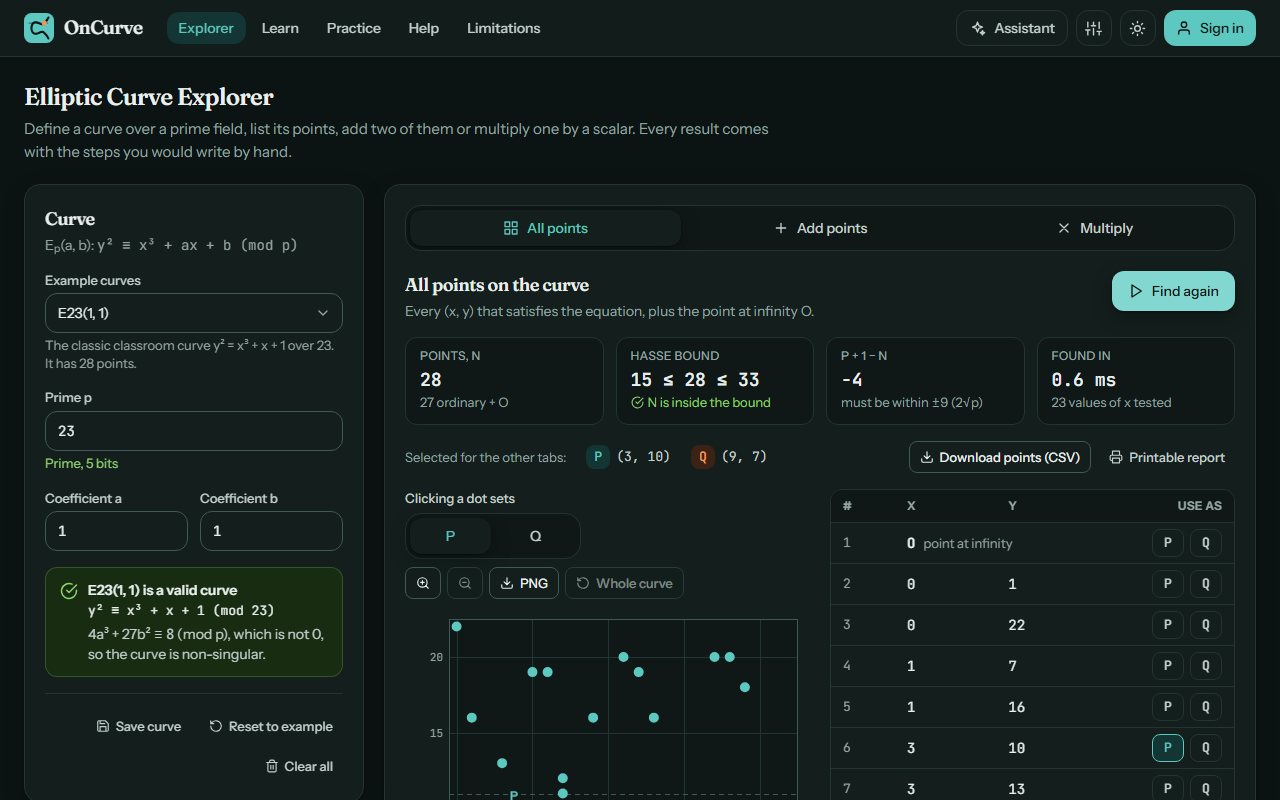 OnCurve
Explorer
Learn
Practice
Help
Limitations
Assistant
Sign in
Elliptic Curve Explorer
Define a curve over a prime field, list its points, add two of them or multiply one by a scalar. Every result comes
with the steps you would write by hand.
Curve
Eₚ(a, b): y² ≡ x³ + ax + b (mod p)
Example curves
E23(1, 1)
The classic classroom curve y² = x³ + x + 1 over 23.
It has 28 points.
Prime p
23
Prime, 5 bits
Coefficient a
Coefficient b
1
1
E23(1, 1) is a valid curve
y² ≡ x³ + x + 1 (mod 23)
4a³ + 27b² ≡ 8 (mod p), which is not 0,
so the curve is non-singular.
Save curve
Reset to example
Clear all
All points
Add points
Multiply
All points on the curve
Every (x, y) that satisfies the equation, plus the point at infinity O.
Find again
POINTS, N
28
27 ordinary + O
HASSE BOUND
15 ≤ 28 ≤ 33
N is inside the bound
P + 1 − N
-4
must be within ±9 (2√p)
FOUND IN
0.6 ms
23 values of x tested
Selected for the other tabs:
P (3, 10)
Q (9, 7)
Download points (CSV)
Printable report
Clicking a dot sets
P
Q
PNG
Whole curve
20
15
P
# X Y USE AS
1 O point at infinity P Q
2 0 1 P Q
3 0 22 P Q
4 1 7 P Q
5 1 16 P Q
6 3 10 P Q
7 3 13 P Q